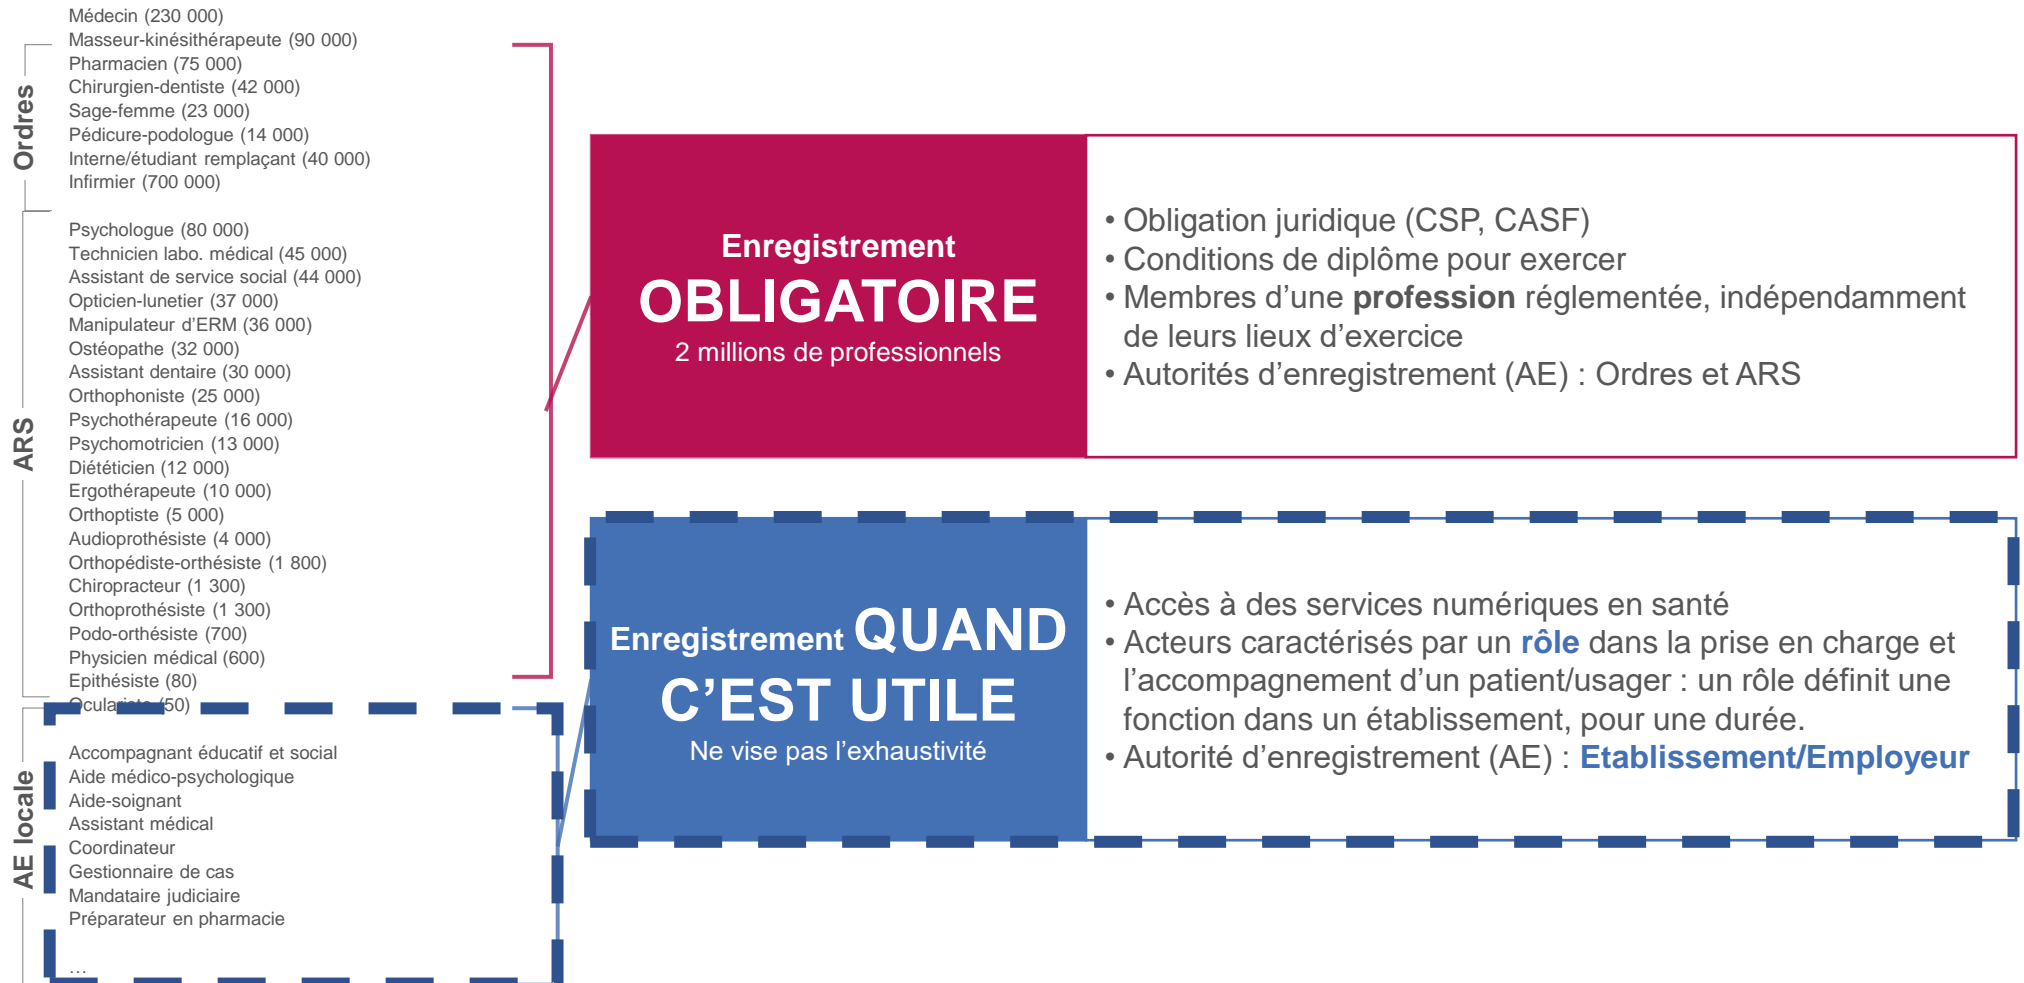 Médecin (230 000)
Masseur-kinésithérapeute (90 000)
Pharmacien (75 000)
Chirurgien-dentiste (42 000)
Sage-femme (23 000)
Pédicure-podologue (14 000)
Interne/étudiant remplaçant (40 000)
Infirmier (700 000)
Ordres
Psychologue (80 000)
Technicien labo. médical (45 000)
Assistant de service social (44 000)
Opticien-lunetier (37 000)
Manipulateur d’ERM (36 000)
Ostéopathe (32 000)
Assistant dentaire (30 000)
Orthophoniste (25 000)
Psychothérapeute (16 000)
Psychomotricien (13 000)
Diététicien (12 000)
Ergothérapeute (10 000)
Orthoptiste (5 000)
Audioprothésiste (4 000)
Orthopédiste-orthésiste (1 800)
Chiropracteur (1 300)
Orthoprothésiste (1 300)
Podo-orthésiste (700)
Physicien médical (600)
Epithésiste (80)
Oculariste (50)
ARS
Accompagnant éducatif et social
Aide médico-psychologique
Aide-soignant
Assistant médical
Coordinateur
Gestionnaire de cas
Mandataire judiciaire
Préparateur en pharmacie
…
AE locale
Enregistrement
OBLIGATOIRE
2 millions de professionnels
• Obligation juridique (CSP, CASF)
• Conditions de diplôme pour exercer
• Membres d’une profession réglementée, indépendamment
de leurs lieux d’exercice
• Autorités d’enregistrement (AE) : Ordres et ARS
Enregistrement QUAND
C’EST UTILE
Ne vise pas l’exhaustivité
• Accès à des services numériques en santé
• Acteurs caractérisés par un rôle dans la prise en charge et
l’accompagnement d’un patient/usager : un rôle définit une
fonction dans un établissement, pour une durée.
• Autorité d’enregistrement (AE) : Etablissement/Employeur